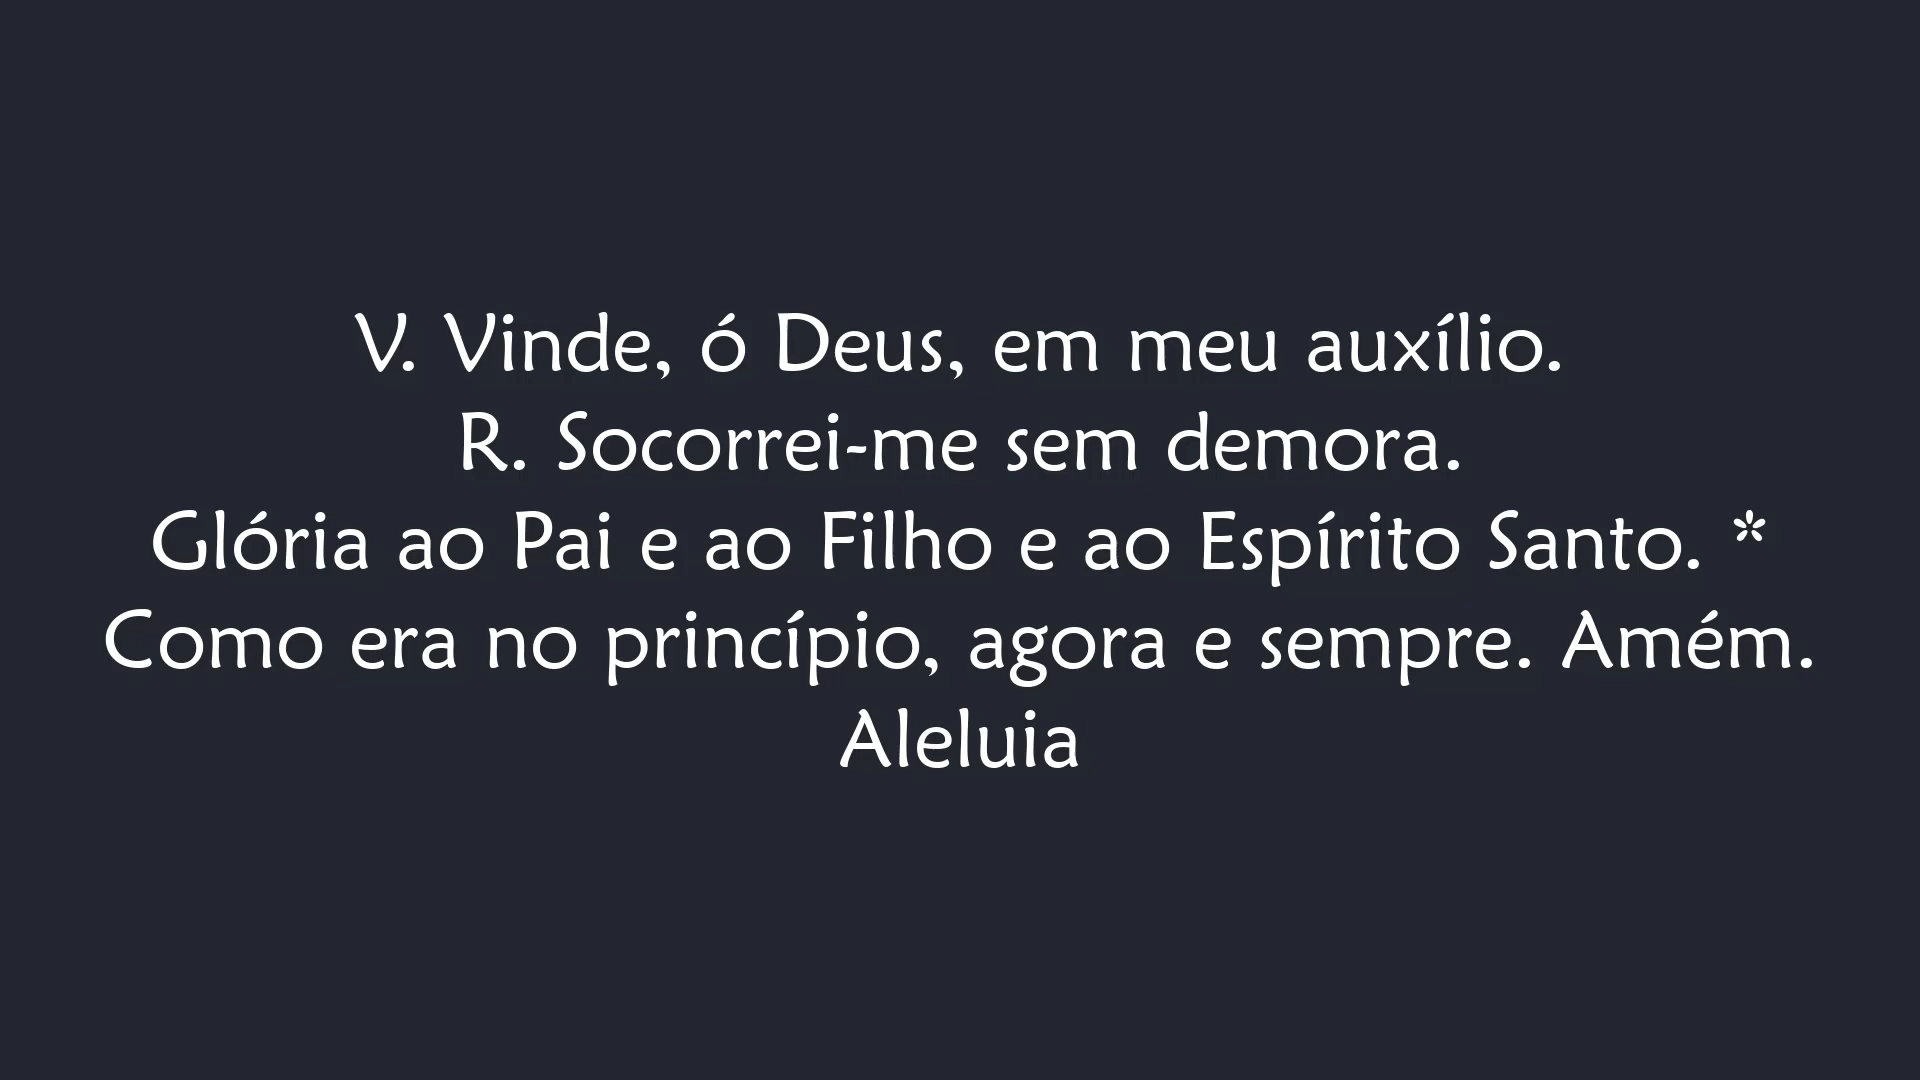 V. Vinde, ó Deus, em meu auxílio.
R. Socorrei-me sem demora.
Glória ao Pai e ao Filho e ao Espírito Santo. *
Como era no princípio, agora e sempre. Amém.
Aleluia